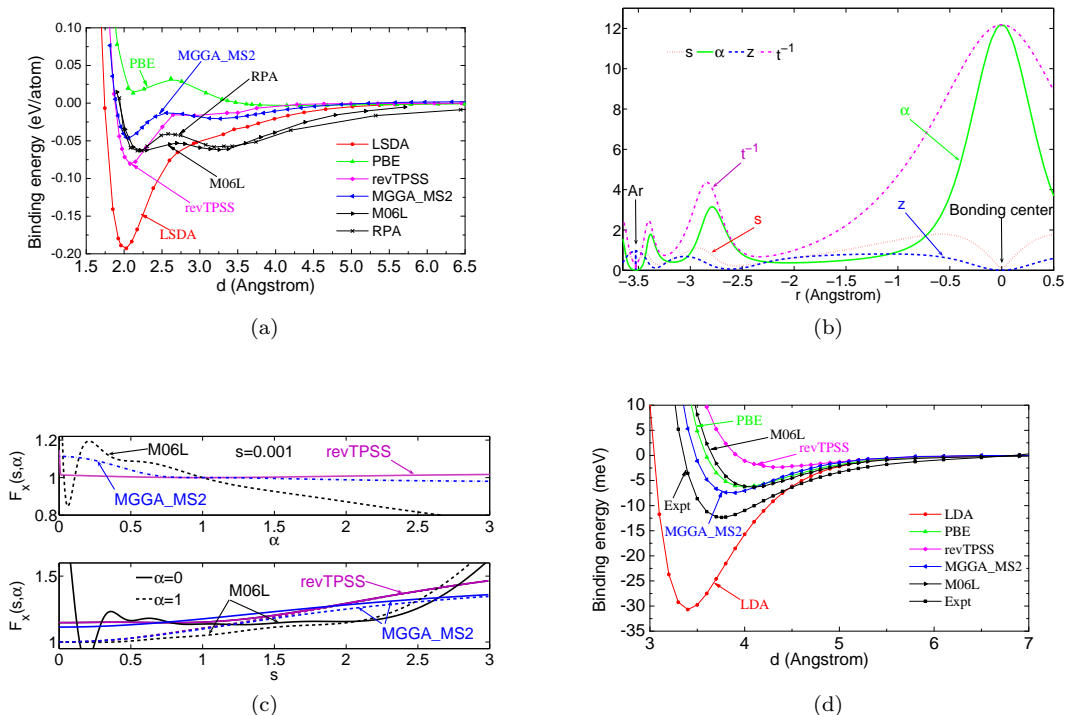 0.10
0.05
0.00
-0.05
-0.10
-0.15
-0.20
Binding energy (eV/atom)
PBE
MGGA_MS2
RPA
M06L
revTPSS
LSDA
LSDA
PBE
revTPSS
MGGA_MS2
M06L
RPA
1.5 2.0 2.5 3.0 3.5 4.0 4.5 5.0 5.5 6.0 6.5
d (Angstrom)
(a)
12
10
8
6
4
2
0
s α z t⁻¹
α
t⁻¹
Ar
s
z
Bonding center
−3.5 −3 −2.5 −2 −1.5 −1 −0.5 0 0.5
r (Angstrom)
(b)
1.2
1
0.8
Fₓ(s,α)
M06L
s=0.001
revTPSS
MGGA_MS2
0 0.5 1 1.5 2 2.5 3
α
1.5
1
Fₓ(s,α)
α=0
α=1
M06L
revTPSS
MGGA_MS2
0 0.5 1 1.5 2 2.5 3
s
(c)
10
5
0
-5
-10
-15
-20
-25
-30
-35
Binding energy (meV)
PBE
M06L
revTPSS
Expt
MGGA_MS2
LDA
LDA
PBE
revTPSS
MGGA_MS2
M06L
Expt
3 4 5 6 7
d (Angstrom)
(d)